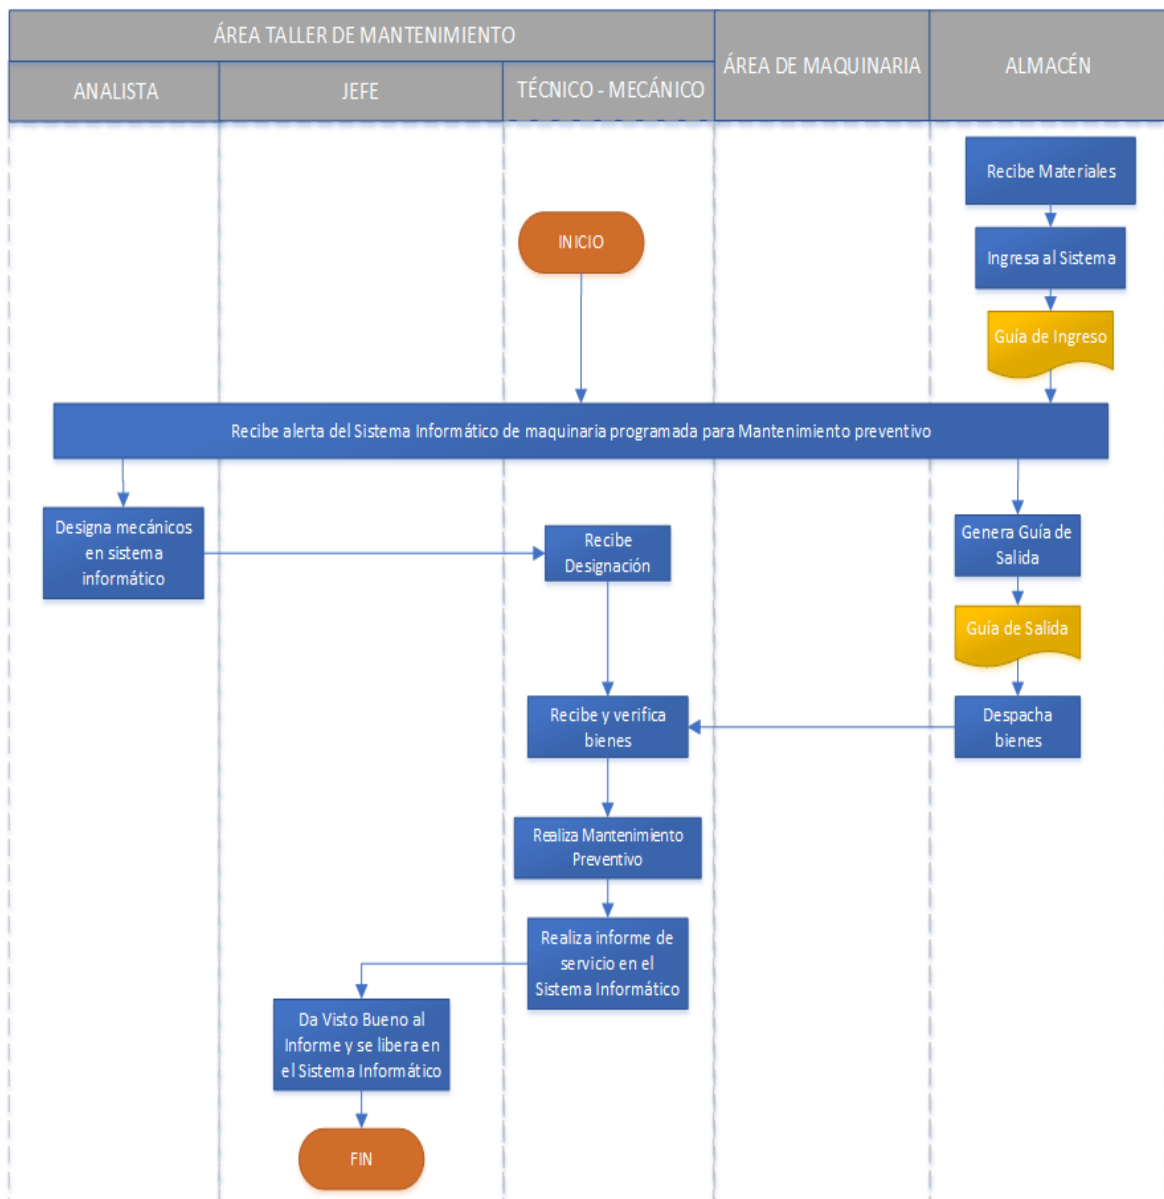 ÁREA TALLER DE MANTENIMIENTO
ÁREA DE MAQUINARIA
ALMACÉN
ANALISTA
JEFE
TÉCNICO - MECÁNICO
Recibe Materiales
INICIO
Ingresa al Sistema
Guía de Ingreso
Recibe alerta del Sistema Informático de maquinaria programada para Mantenimiento preventivo
Designa mecánicos
en sistema
informático
Recibe
Designación
Genera Guía de
Salida
Guía de Salida
Recibe y verifica
bienes
Despacha
bienes
Realiza Mantenimiento
Preventivo
Realiza informe de
servicio en el
Sistema Informático
Da Visto Bueno al
Informe y se libera en
el Sistema Informático
FIN